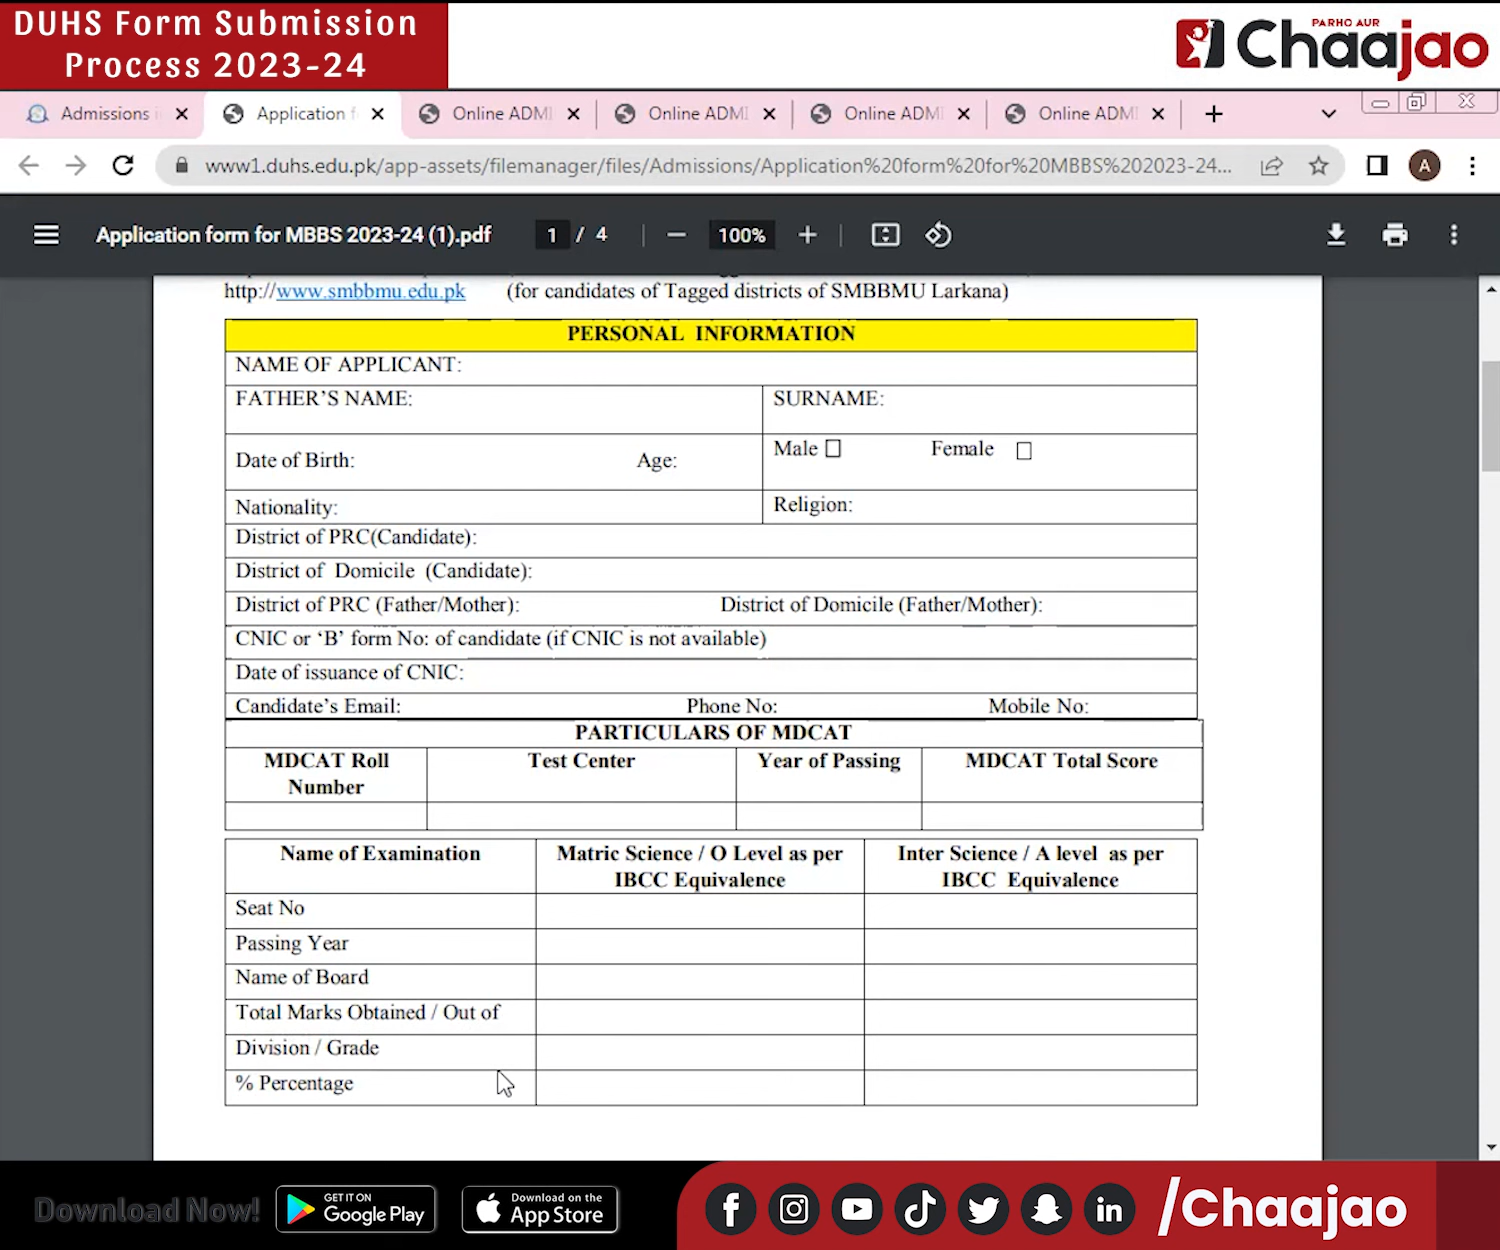 DUHS Form Submission
Process 2023-24
PARHO AUR
Chaajao
Admissions
Application f
Online ADMI
Online ADMI
Online ADMI
Online ADMI
www1.duhs.edu.pk/app-assets/filemanager/files/Admissions/Application%20form%20for%20MBBS%202023-24...
A
Application form for MBBS 2023-24 (1).pdf
1 / 4
100%
http://www.smbbmu.edu.pk (for candidates of Tagged districts of SMBBMU Larkana)
PERSONAL INFORMATION
NAME OF APPLICANT:
FATHER'S NAME: SURNAME:
Date of Birth: Age: Male Female
Nationality: Religion:
District of PRC(Candidate):
District of Domicile (Candidate):
District of PRC (Father/Mother): District of Domicile (Father/Mother):
CNIC or ‘B’ form No: of candidate (if CNIC is not available)
Date of issuance of CNIC:
Candidate’s Email: Phone No: Mobile No:
PARTICULARS OF MDCAT
MDCAT Roll Number Test Center Year of Passing MDCAT Total Score
Name of Examination Matric Science / O Level as per IBCC Equivalence Inter Science / A level as per IBCC Equivalence
Seat No
Passing Year
Name of Board
Total Marks Obtained / Out of
Division / Grade
% Percentage
Download Now!
GET IT ON
Google Play
Download on the
App Store
/Chaajao